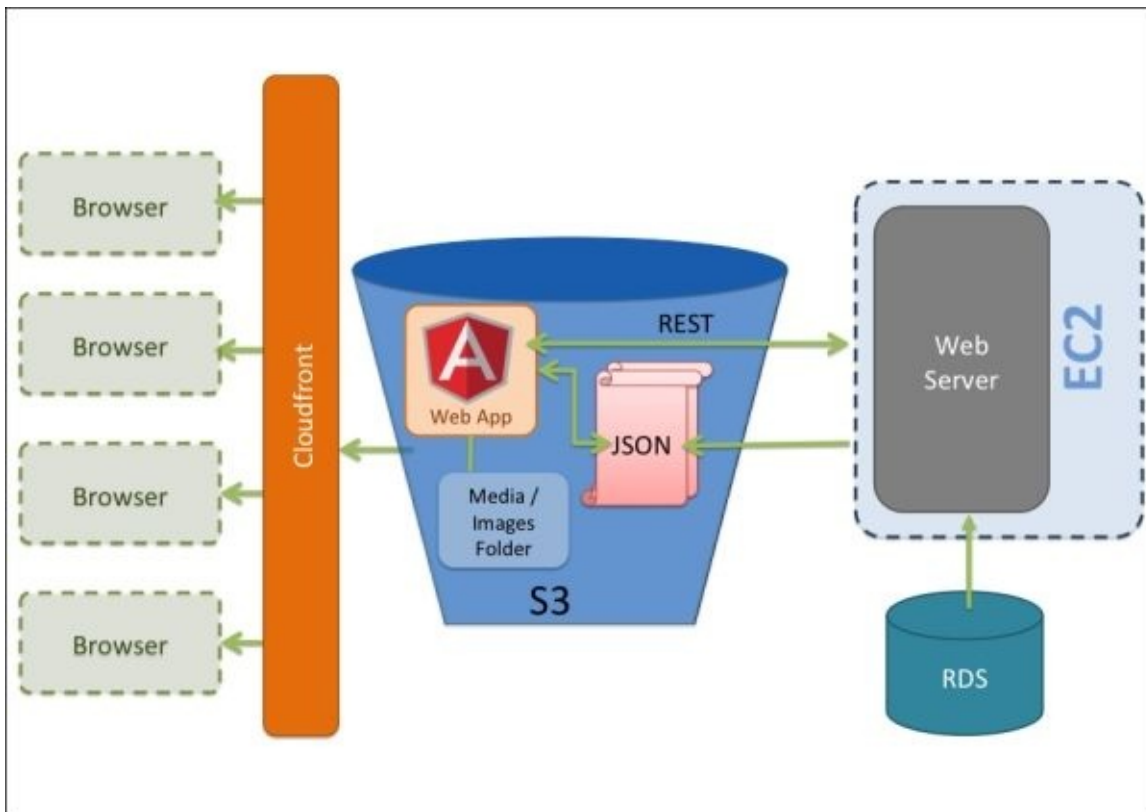 Browser
Browser
Browser
Browser
Cloudfront
A
Web App
REST
JSON
Media /
Images
Folder
S3
Web
Server
EC2
RDS